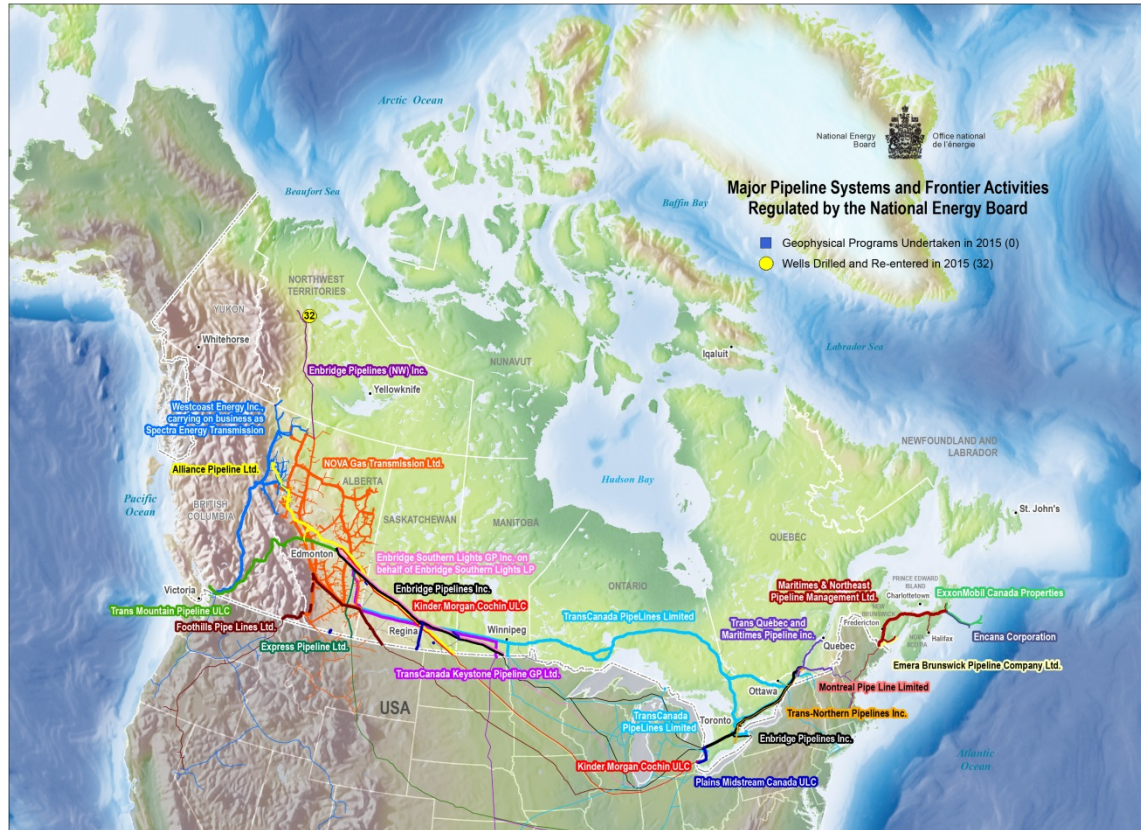 Arctic Ocean
National Energy Board
Office national de l'énergie
Major Pipeline Systems and Frontier Activities
Regulated by the National Energy Board
Geophysical Programs Undertaken in 2015 (0)
Wells Drilled and Re-entered in 2015 (32)
Beaufort Sea
Baffin Bay
NORTHWEST
TERRITORIES
YUKON
32
Whitehorse
Iqaluit
Labrador Sea
NUNAVUT
Enbridge Pipelines (NW) Inc.
Yellowknife
Westcoast Energy Inc.,
carrying on business as
Spectra Energy Transmission
NEWFOUNDLAND AND
LABRADOR
Alliance Pipeline Ltd.
NOVA Gas Transmission Ltd.
ALBERTA
Hudson Bay
Pacific
Ocean
BRITISH
COLUMBIA
SASKATCHEWAN
MANITOBA
St. John's
QUEBEC
Edmonton
Enbridge Southern Lights GP Inc. on
behalf of Enbridge Southern Lights LP
ONTARIO
Victoria
Enbridge Pipelines Inc.
Maritimes & Northeast
Pipeline Management Ltd.
PRINCE EDWARD
ISLAND
Charlottetown
ExxonMobil Canada Properties
Trans Mountain Pipeline ULC
Kinder Morgan Cochin ULC
TransCanada PipeLines Limited
NEW
BRUNSWICK
Fredericton
Foothills Pipe Lines Ltd.
Regina
Winnipeg
Trans Québec and
Maritimes Pipeline inc.
Quebec
NOVA
SCOTIA
Halifax
Encana Corporation
Express Pipeline Ltd.
Emera Brunswick Pipeline Company Ltd.
TransCanada Keystone Pipeline GP Ltd.
Ottawa
Montreal Pipe Line Limited
USA
TransCanada
PipeLines Limited
Toronto
Trans-Northern Pipelines Inc.
Enbridge Pipelines Inc.
Atlantic
Ocean
Kinder Morgan Cochin ULC
Plains Midstream Canada ULC